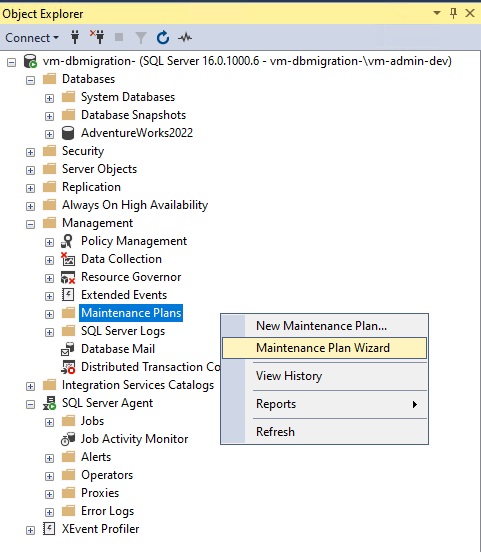 Object Explorer
Connect
vm-dbmigration- (SQL Server 16.0.1000.6 - vm-dbmigration-\vm-admin-dev)
Databases
System Databases
Database Snapshots
AdventureWorks2022
Security
Server Objects
Replication
Always On High Availability
Management
Policy Management
Data Collection
Resource Governor
Extended Events
Maintenance Plans
SQL Server Logs
Database Mail
Distributed Transaction Co
Integration Services Catalogs
SQL Server Agent
Jobs
Job Activity Monitor
Alerts
Operators
Proxies
Error Logs
XEvent Profiler
New Maintenance Plan...
Maintenance Plan Wizard
View History
Reports
Refresh